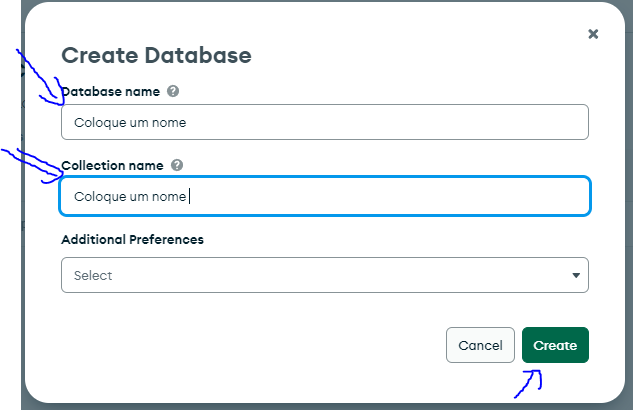 Create Database
Database name
Coloque um nome
Collection name
Coloque um nome
Additional Preferences
Select
Cancel
Create